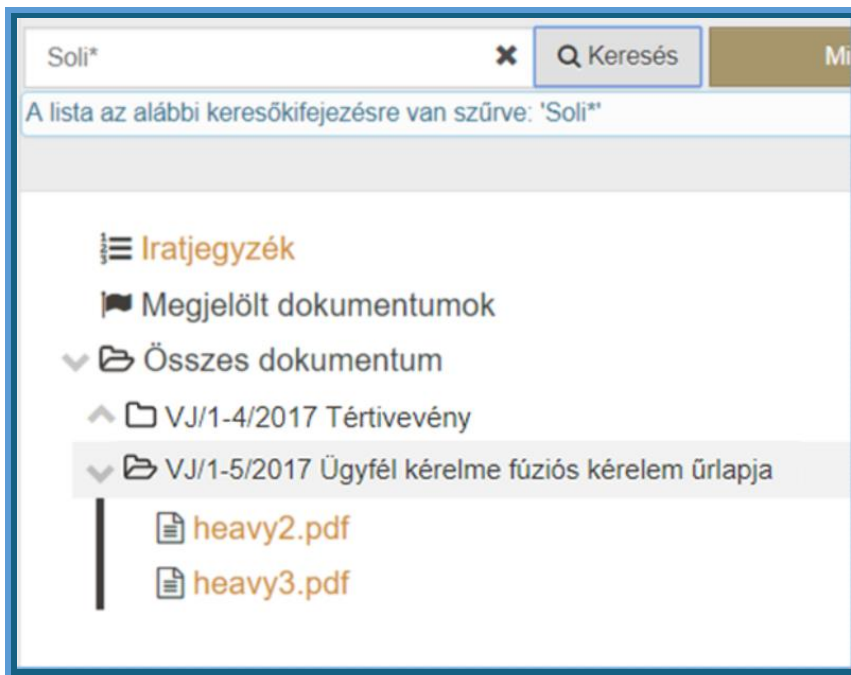 Soli* Keresés Mi
A lista az alábbi keresőkifejezésre van szűrve: 'Soli*'
Iratjegyzék
Megjelölt dokumentumok
Összes dokumentum
VJ/1-4/2017 Tértivevény
VJ/1-5/2017 Ügyfél kérelme fúziós kérelem űrlapja
heavy2.pdf
heavy3.pdf